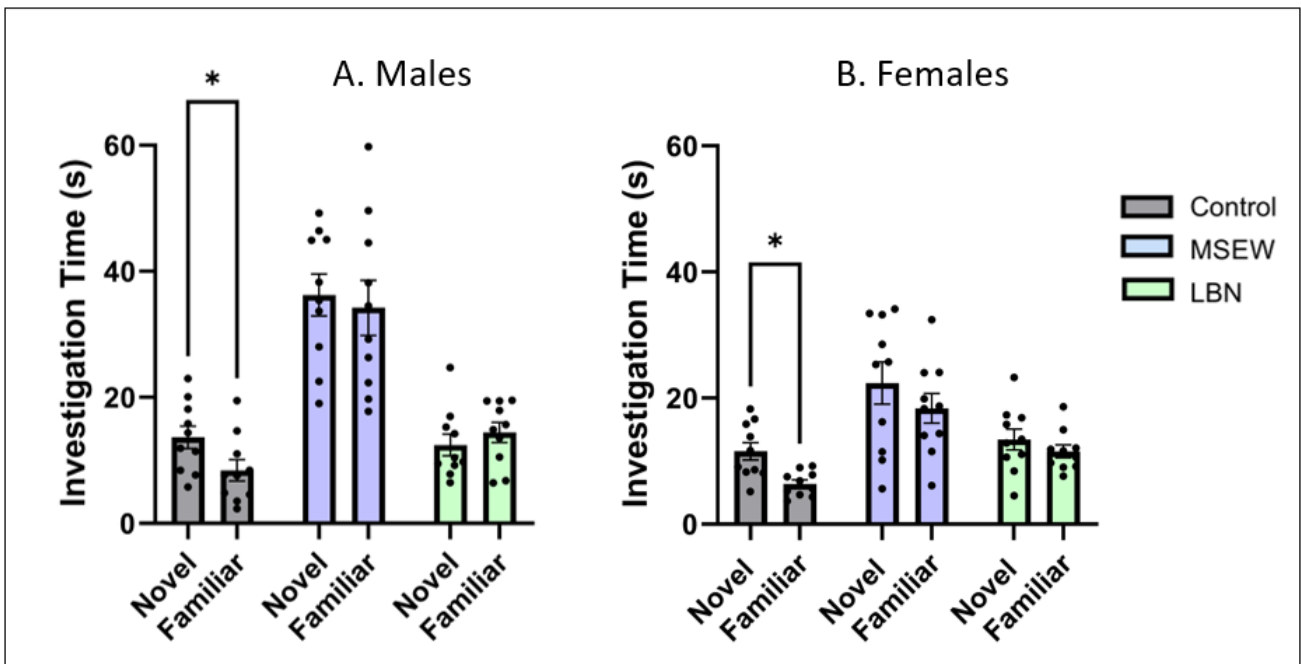 A. Males
*
60
40
20
0
Investigation Time (s)
Novel
Familiar
Novel
Familiar
Novel
Familiar
B. Females
*
60
40
20
0
Investigation Time (s)
Novel
Familiar
Novel
Familiar
Novel
Familiar
Control
MSEW
LBN